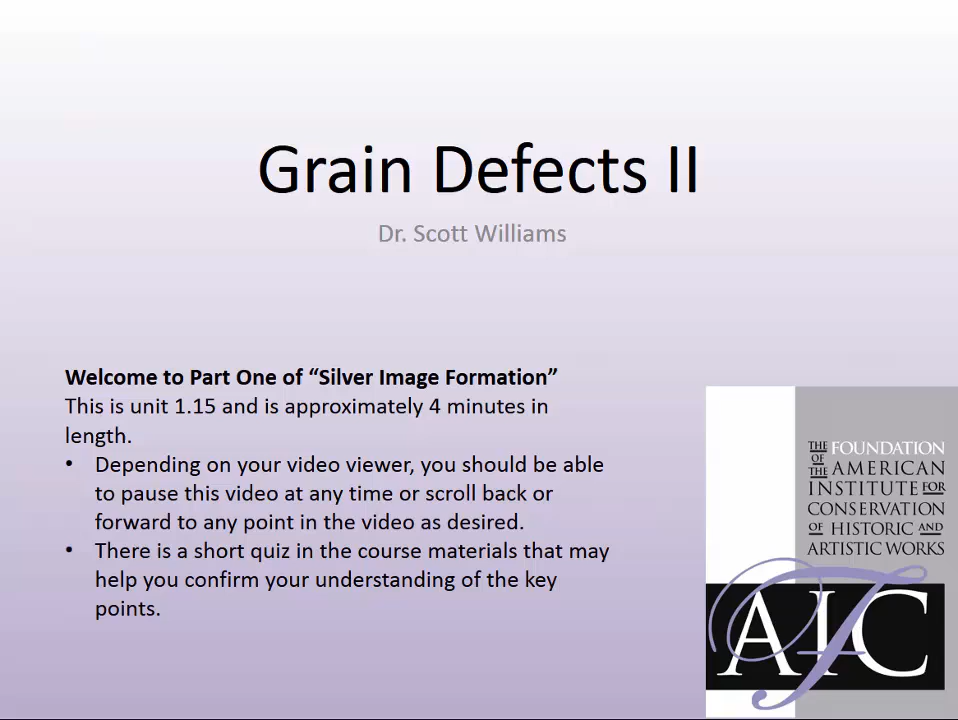 Grain Defects II
Dr. Scott Williams
Welcome to Part One of “Silver Image Formation”
This is unit 1.15 and is approximately 4 minutes in
length.
• Depending on your video viewer, you should be able
to pause this video at any time or scroll back or
forward to any point in the video as desired.
• There is a short quiz in the course materials that may
help you confirm your understanding of the key
points.
THE FOUNDATION
OF
THE AMERICAN
INSTITUTE FOR
CONSERVATION
OF HISTORIC AND
ARTISTIC WORKS
F
AIC